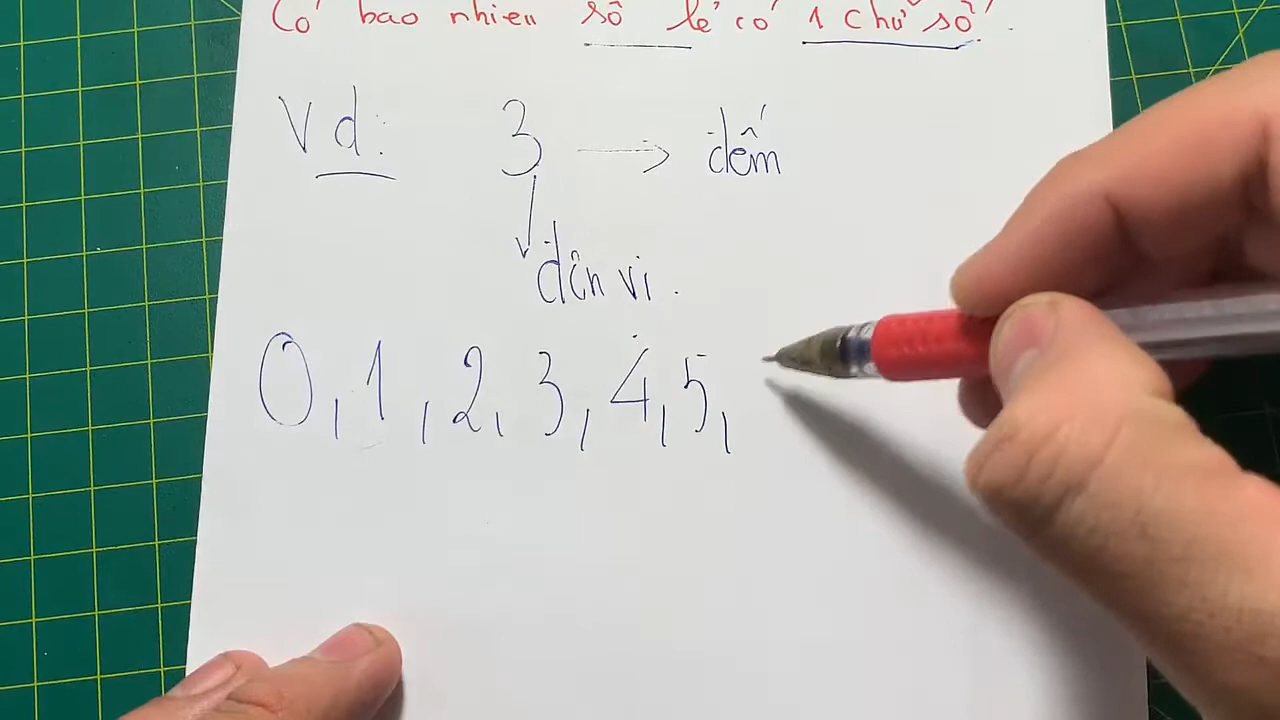 Có bao nhiêu số lẻ có 1 chữ số?
Vd: 3 → đếm
đơn vị.
0, 1, 2, 3, 4, 5,